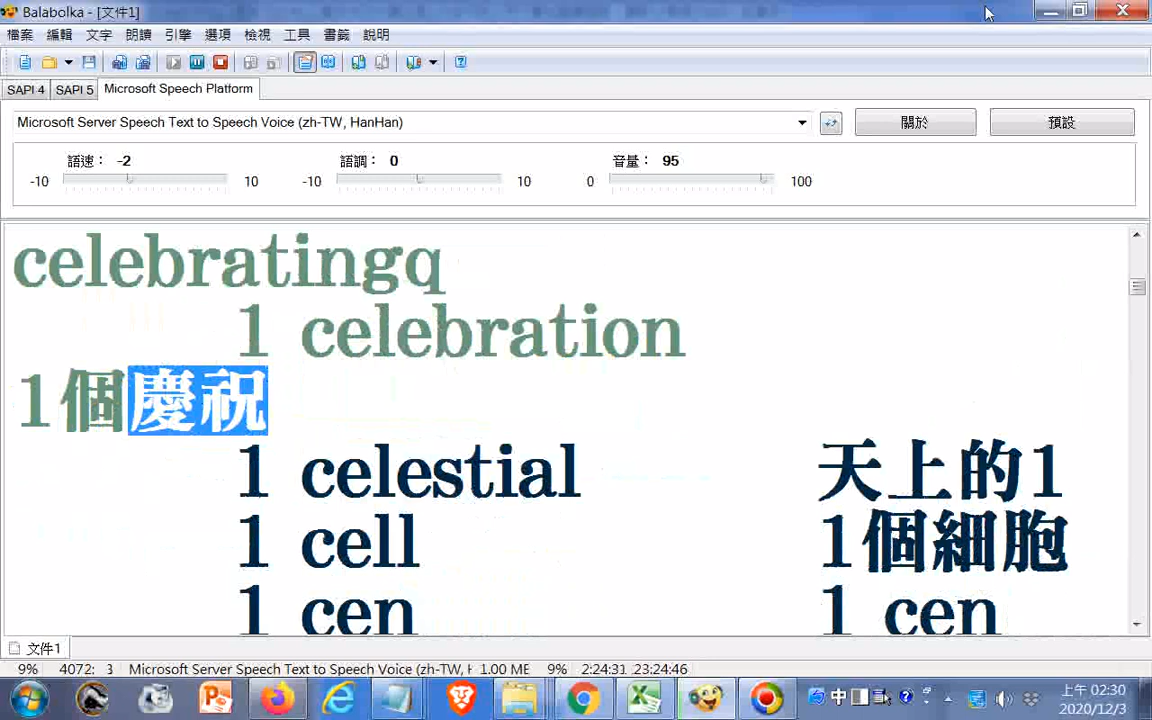 Balabolka - [文件1]
檔案 編輯 文字 朗讀 引擎 選項 檢視 工具 書籤 說明
SAPI 4 SAPI 5 Microsoft Speech Platform
Microsoft Server Speech Text to Speech Voice (zh-TW, HanHan) 關於 預設
語速： -2 語調： 0 音量： 95
-10 10 -10 10 0 100
celebratingq
1 celebration
1個慶祝
1 celestial 天上的1
1 cell 1個細胞
1 cen 1 cen
文件1
9% 4072: 3 Microsoft Server Speech Text to Speech Voice (zh-TW, H 1.00 ME 9% 2:24:31 23:24:46
中 上午 02:30
2020/12/3